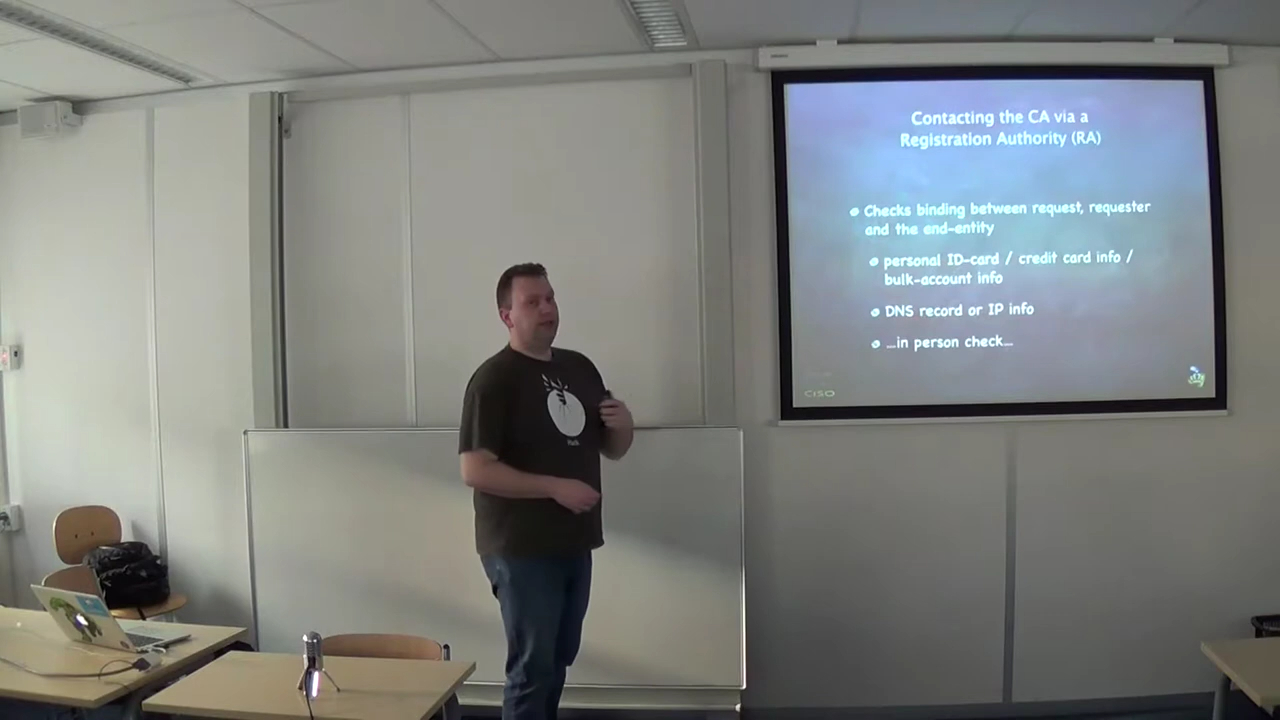 Contacting the CA via a
Registration Authority (RA)
Checks binding between request, requester
and the end-entity
personal ID-card / credit card info /
bulk-account info
DNS record or IP info
...in person check...
CISO